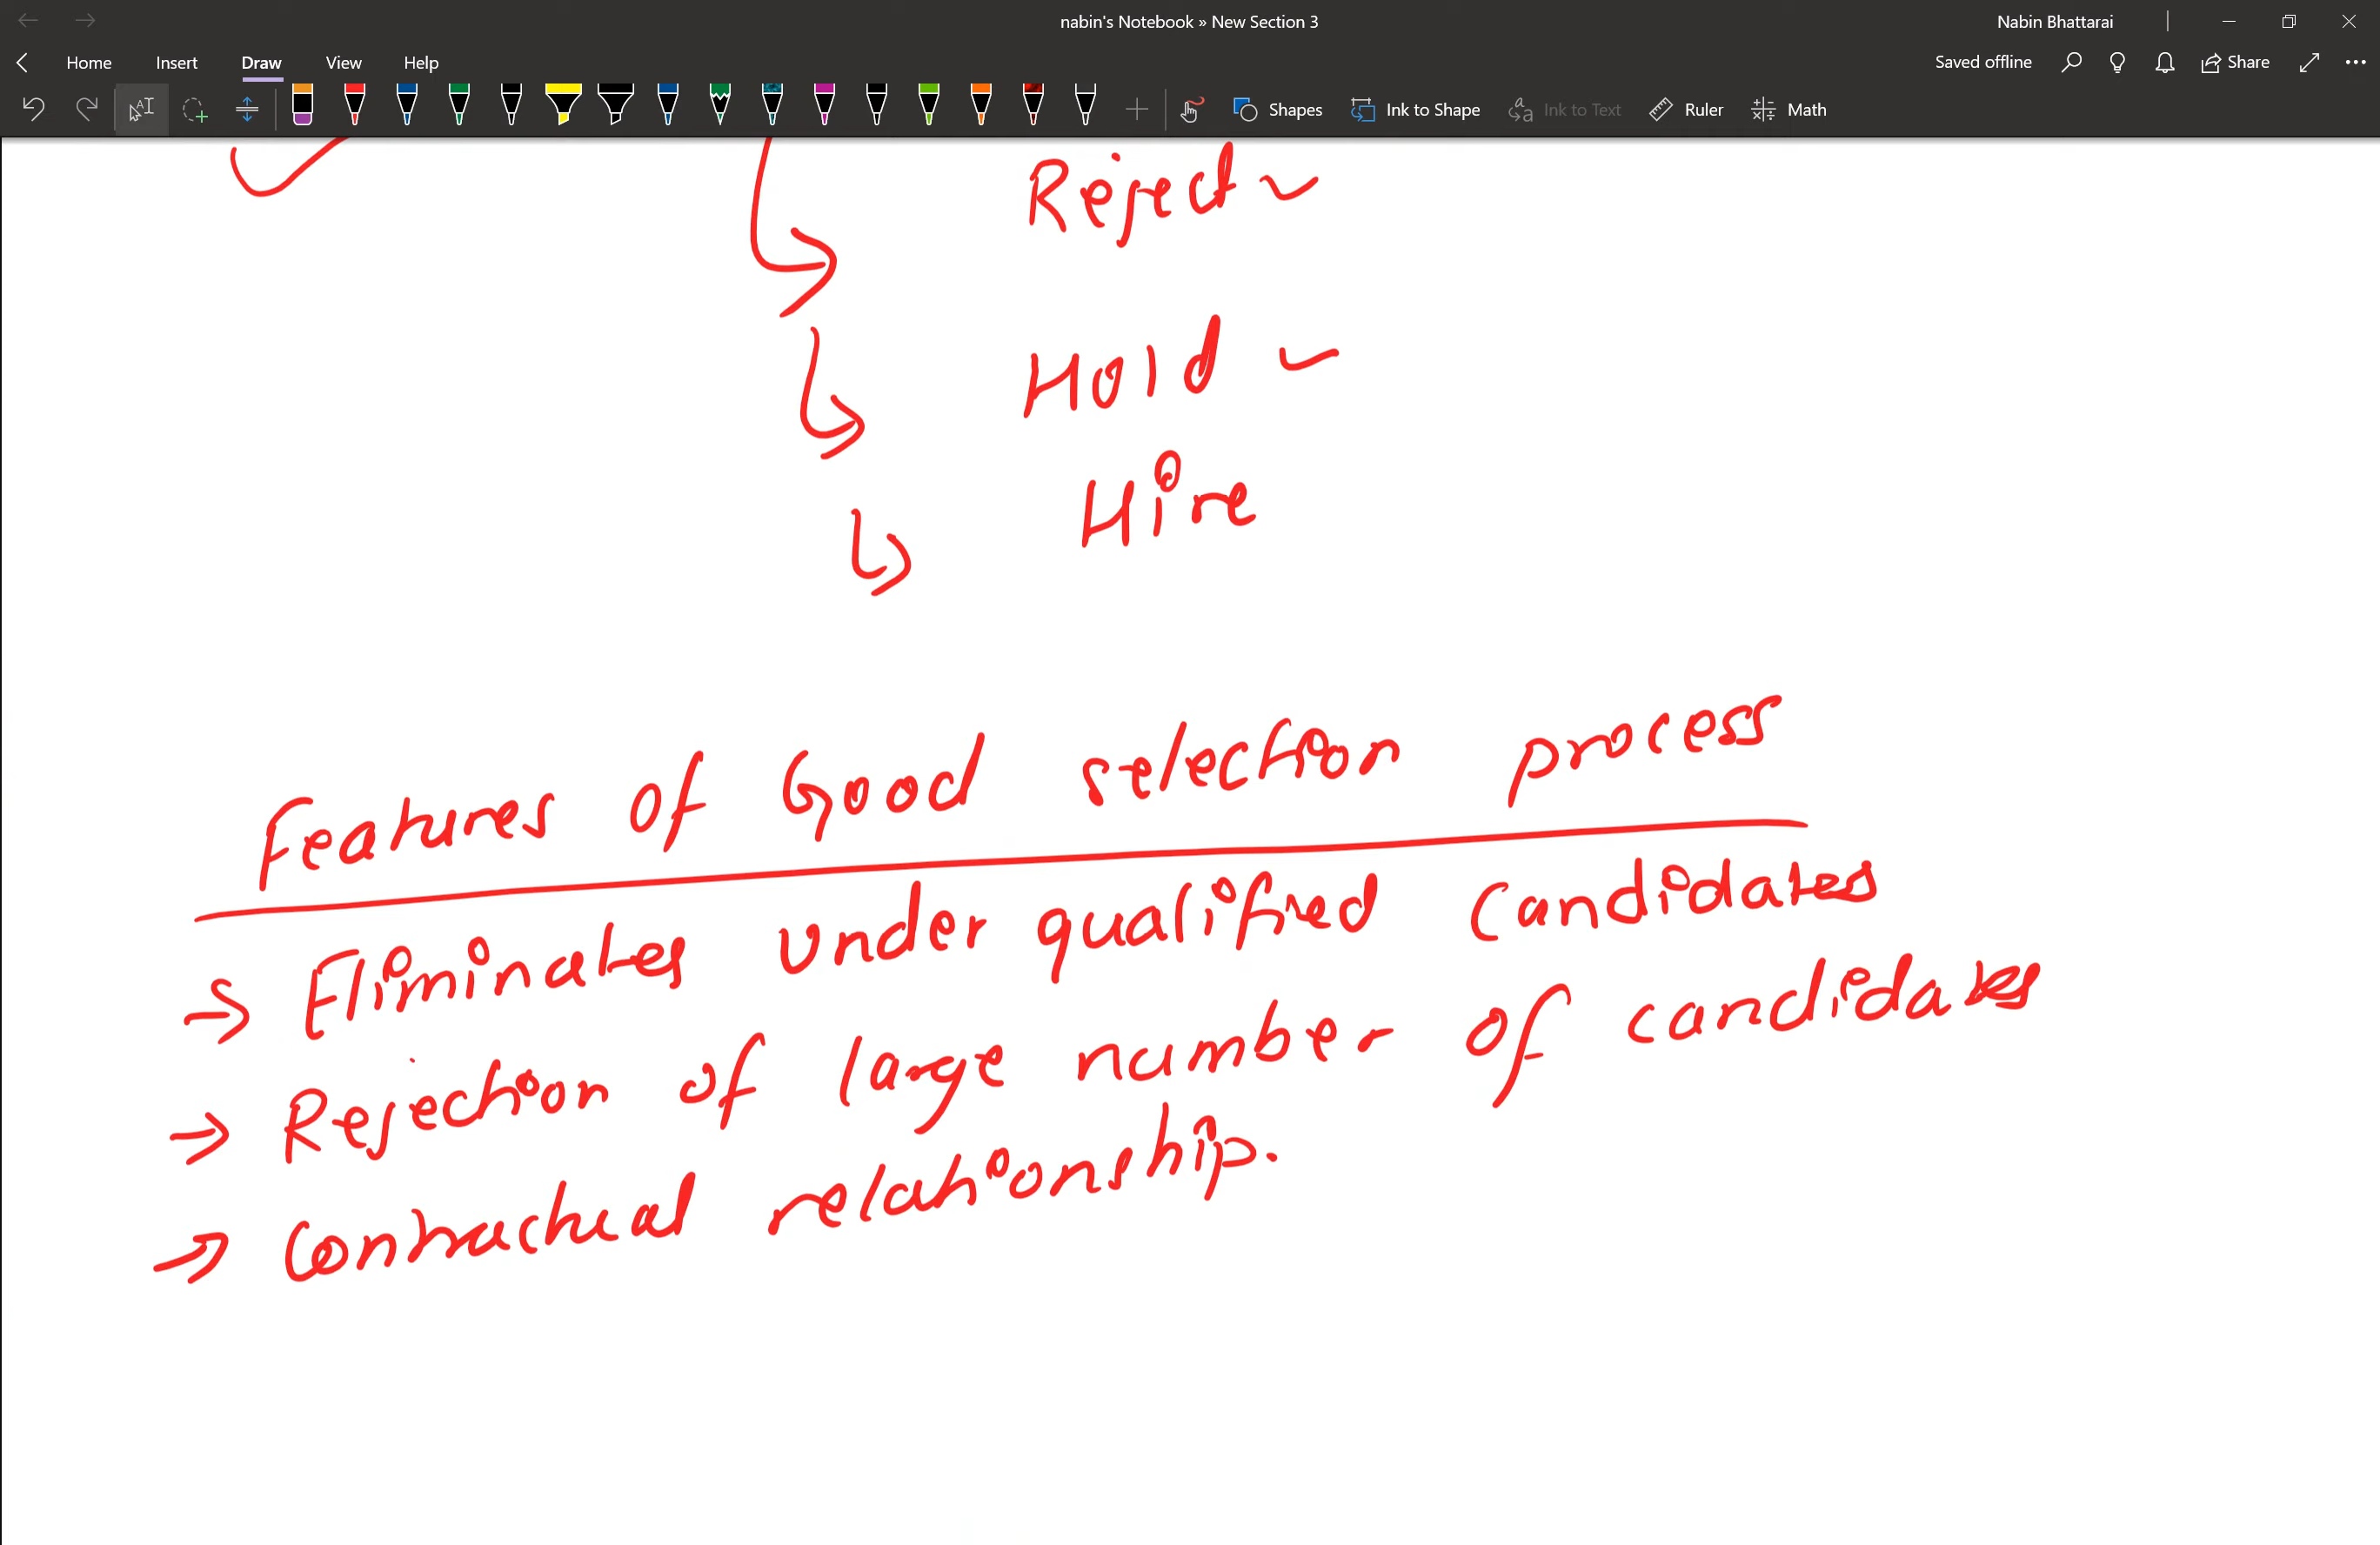 nabin's Notebook » New Section 3
Nabin Bhattarai
Home Insert Draw View Help
Saved offline
Share
Shapes Ink to Shape Ink to Text Ruler Math
Reject
Hold
Hire
Features of Good selection process
→ Eliminates under qualified candidates
→ Rejection of large number of candidates
→ Contractual relationship.